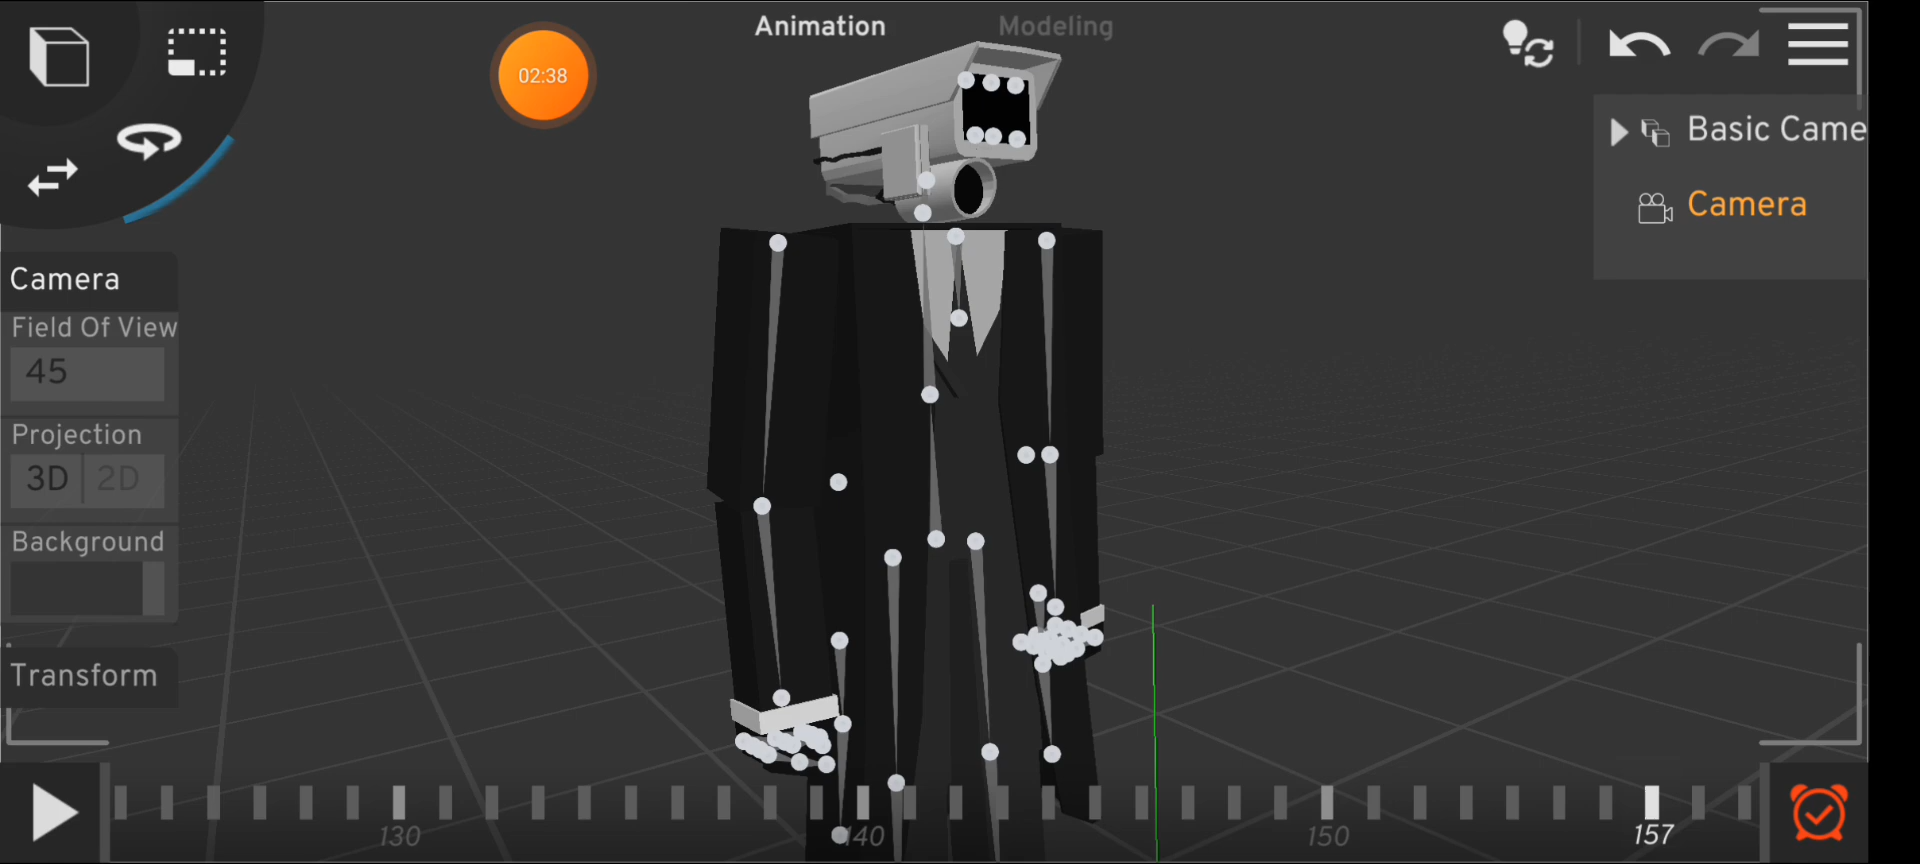 Animation
Modeling
02:38
Basic Came
Camera
Camera
Field Of View
45
Projection
3D
2D
Background
Transform
130
140
150
157